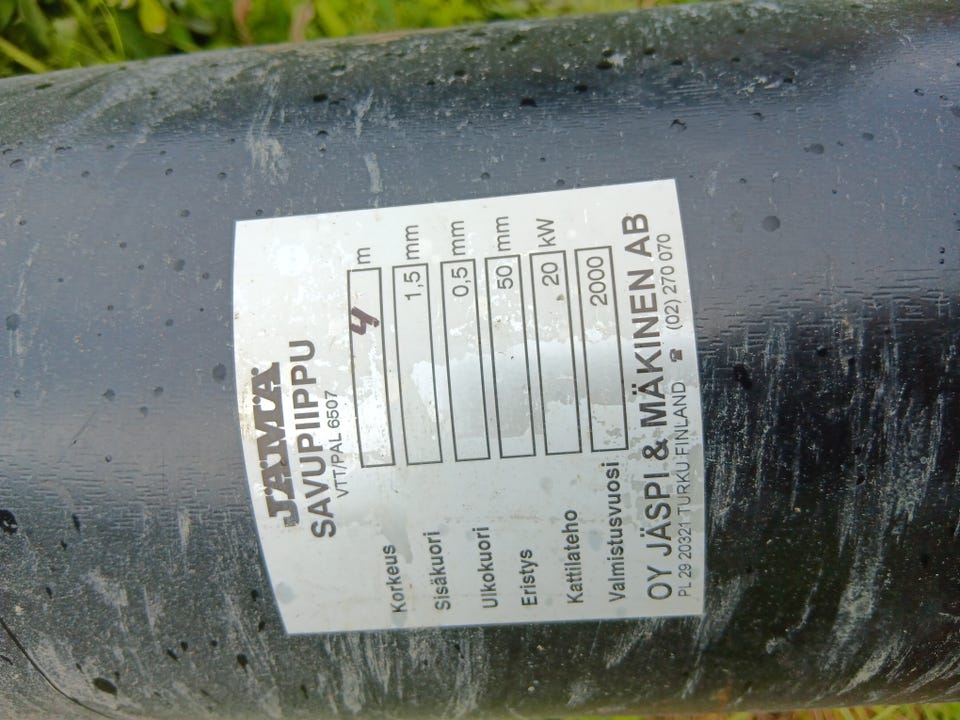 JÄMÄ
SAVUPIIPPU
VTT/PAL 6507
Korkeus 4 m
Sisäkuori 1,5 mm
Ulkokuori 0,5 mm
Eristys 50 mm
Kattilateho 20 kW
Valmistusvuosi 2000
OY JÄSPI & MÄKINEN AB
PL 29 20321 TURKU FINLAND ☎ (02) 270 070